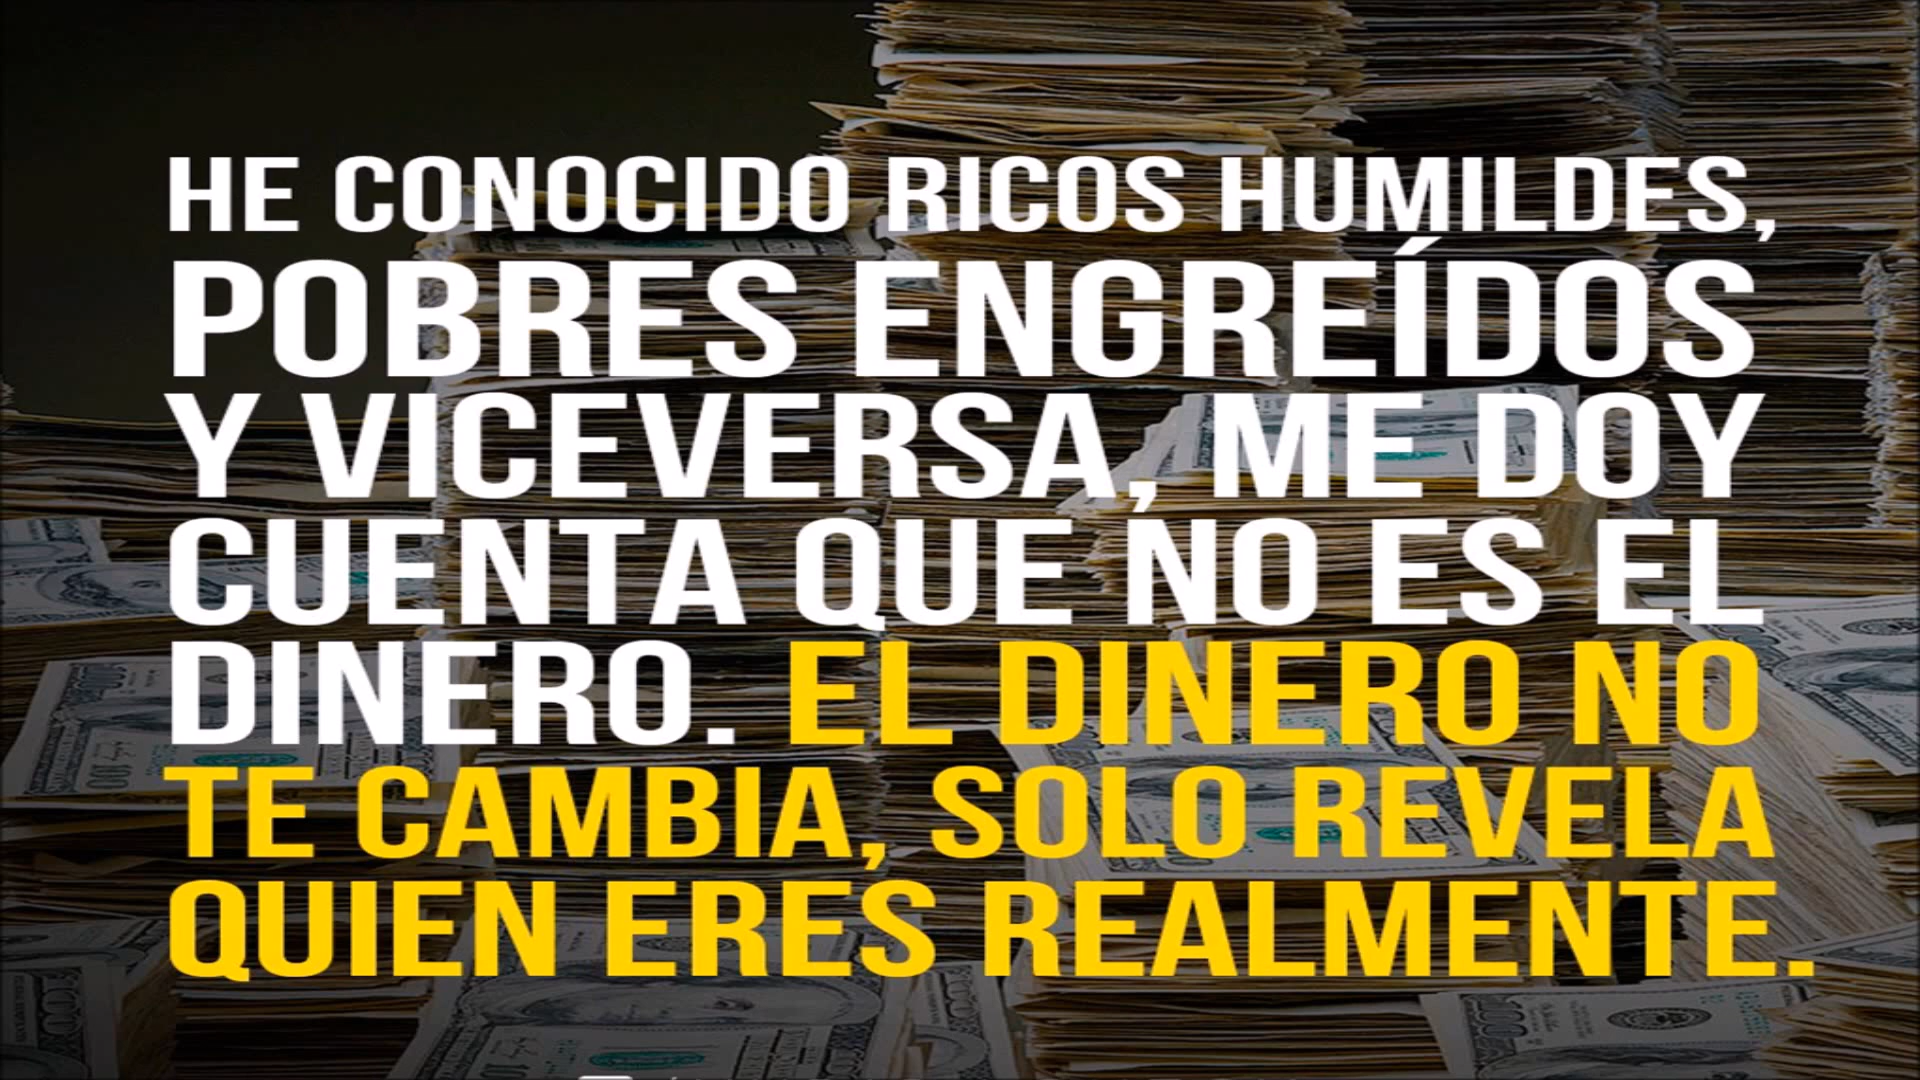 HE CONOCIDO RICOS HUMILDES,
POBRES ENGREÍDOS
Y VICEVERSA, ME DOY
CUENTA QUE NO ES EL
DINERO. EL DINERO NO
TE CAMBIA, SOLO REVELA
QUIEN ERES REALMENTE.